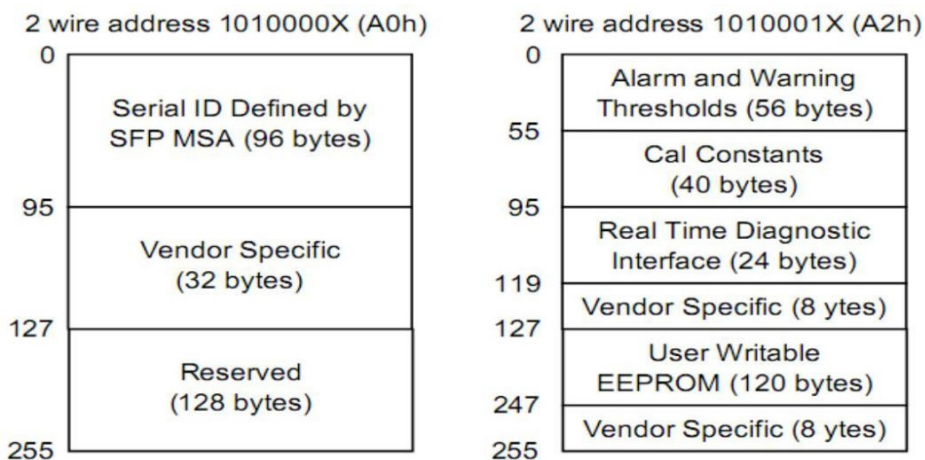 2 wire address 1010000X (A0h)
0
Serial ID Defined by
SFP MSA (96 bytes)
95
Vendor Specific
(32 bytes)
127
Reserved
(128 bytes)
255
2 wire address 1010001X (A2h)
0
Alarm and Warning
Thresholds (56 bytes)
55
Cal Constants
(40 bytes)
95
Real Time Diagnostic
Interface (24 bytes)
119
Vendor Specific (8 ytes)
127
User Writable
EEPROM (120 bytes)
247
Vendor Specific (8 ytes)
255